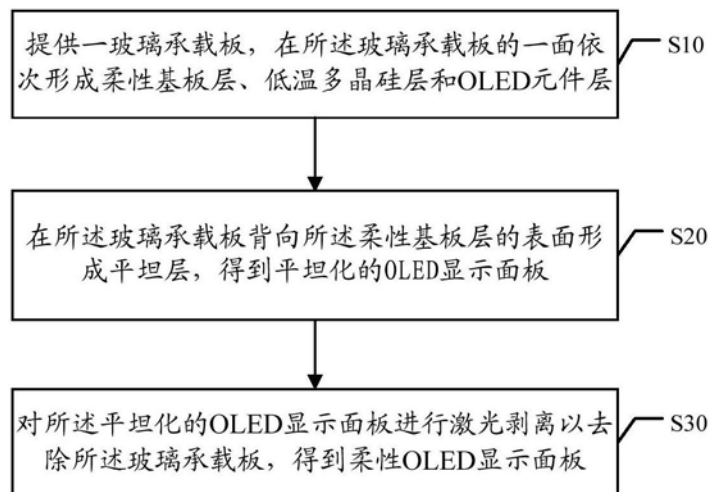 提供一玻璃承载板，在所述玻璃承载板的一面依
次形成柔性基板层、低温多晶硅层和OLED元件层
S10
在所述玻璃承载板背向所述柔性基板层的表面形
成平坦层，得到平坦化的OLED显示面板
S20
对所述平坦化的OLED显示面板进行激光剥离以去
除所述玻璃承载板，得到柔性OLED显示面板
S30